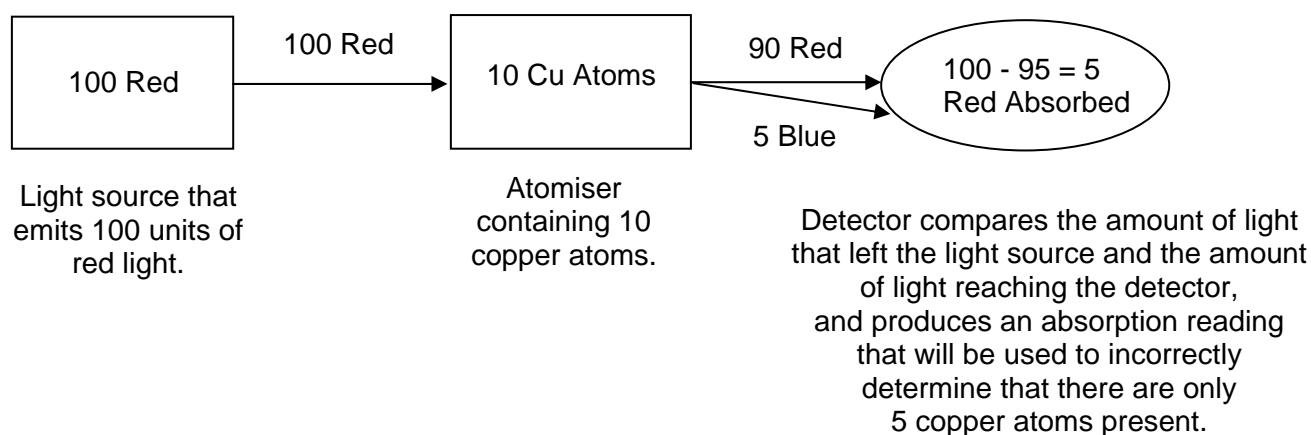 100 Red
100 Red
10 Cu Atoms
90 Red
5 Blue
100 - 95 = 5
Red Absorbed
Light source that
emits 100 units of
red light.
Atomiser
containing 10
copper atoms.
Detector compares the amount of light
that left the light source and the amount
of light reaching the detector,
and produces an absorption reading
that will be used to incorrectly
determine that there are only
5 copper atoms present.